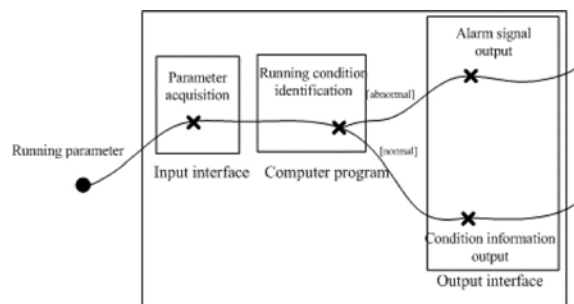 Alarm signal
output
Parameter
acquisition
Running condition
identification
[abnormal]
Running parameter
[normal]
Input interface
Computer program
Condition information
output
Output interface